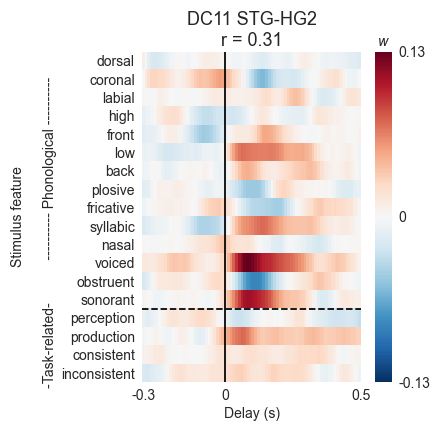 DC11 STG-HG2
r = 0.31
w
Stimulus feature
---------- Phonological ----------
-Task-related-
dorsal
coronal
labial
high
front
low
back
plosive
fricative
syllabic
nasal
voiced
obstruent
sonorant
perception
production
consistent
inconsistent
0.13
0
-0.13
-0.3
0
0.5
Delay (s)